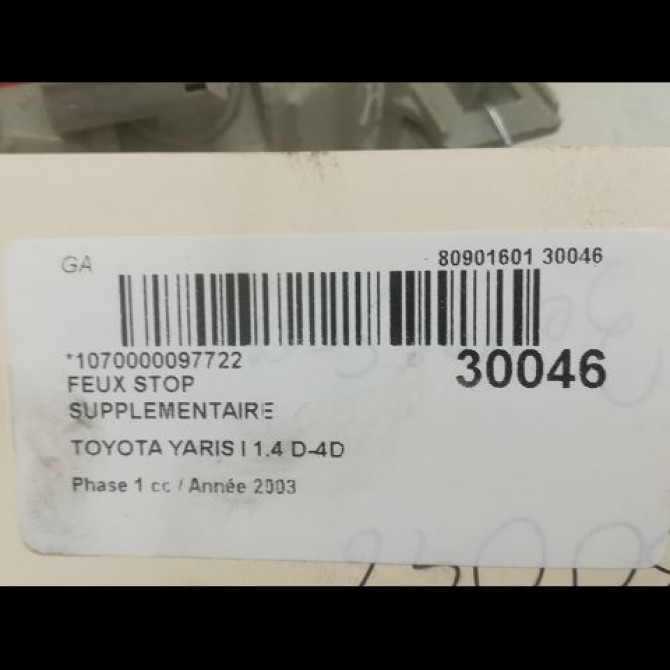 GA
80901601 30046
*1070000097722
30046
FEUX STOP
SUPPLEMENTAIRE
TOYOTA YARIS I 1.4 D-4D
Phase 1 cc / Année 2003